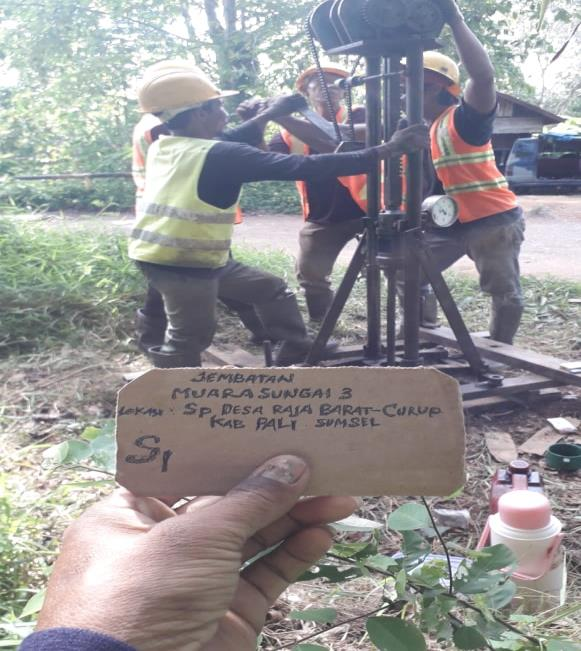 JEMBATAN
MUARA SUNGAI 3
LOKASI : SP. DESA RAJA BARAT-CURUP
KAB PALI SUMSEL
S1